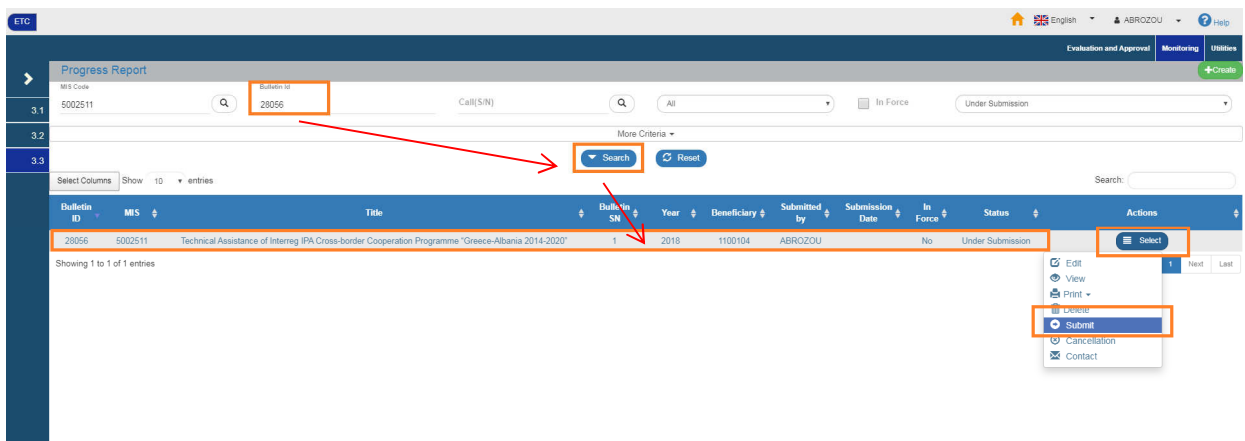 ETC
English
ABROZOU
Help
Evaluation and Approval
Monitoring
Utilities
Progress Report
+Create
MIS Code
Bulletin Id
5002511
28056
Call(S/N)
All
In Force
Under Submission
3.1
3.2
3.3
More Criteria
Search
Reset
Select Columns
Show 10 entries
Search:
Bulletin ID
MIS
Title
Bulletin SN
Year
Beneficiary
Submitted by
Submission Date
In Force
Status
Actions
28056
5002511
Technical Assistance of Interreg IPA Cross-border Cooperation Programme "Greece-Albania 2014-2020"
1
2018
1100104
ABROZOU
No
Under Submission
Select
Showing 1 to 1 of 1 entries
1
Next
Last
Edit
View
Print
Delete
Submit
Cancellation
Contact